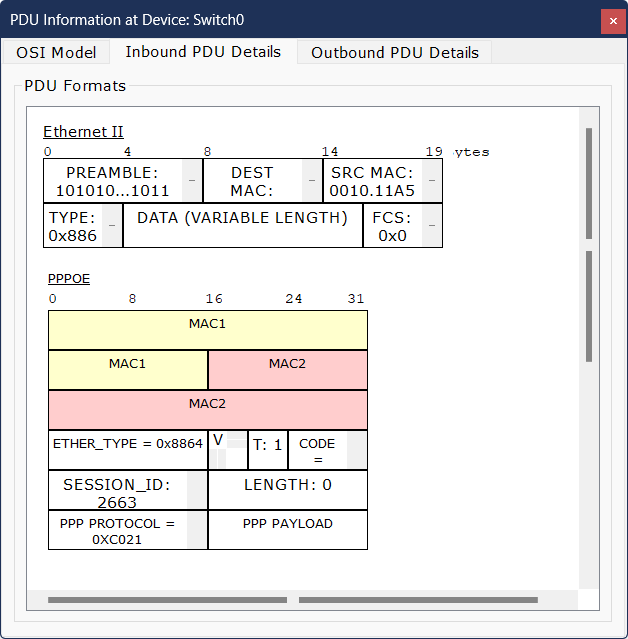 PDU Information at Device: Switch0
OSI Model Inbound PDU Details Outbound PDU Details
PDU Formats
Ethernet II
0 4 8 14 19 ytes
PREAMBLE: DEST SRC MAC:
101010...1011 MAC: 0010.11A5
TYPE: DATA (VARIABLE LENGTH) FCS:
0x886 0x0
PPPOE
0 8 16 24 31
MAC1
MAC1 MAC2
MAC2
ETHER_TYPE = 0x8864 V T: 1 CODE
=
SESSION_ID: LENGTH: 0
2663
PPP PROTOCOL = PPP PAYLOAD
0XC021